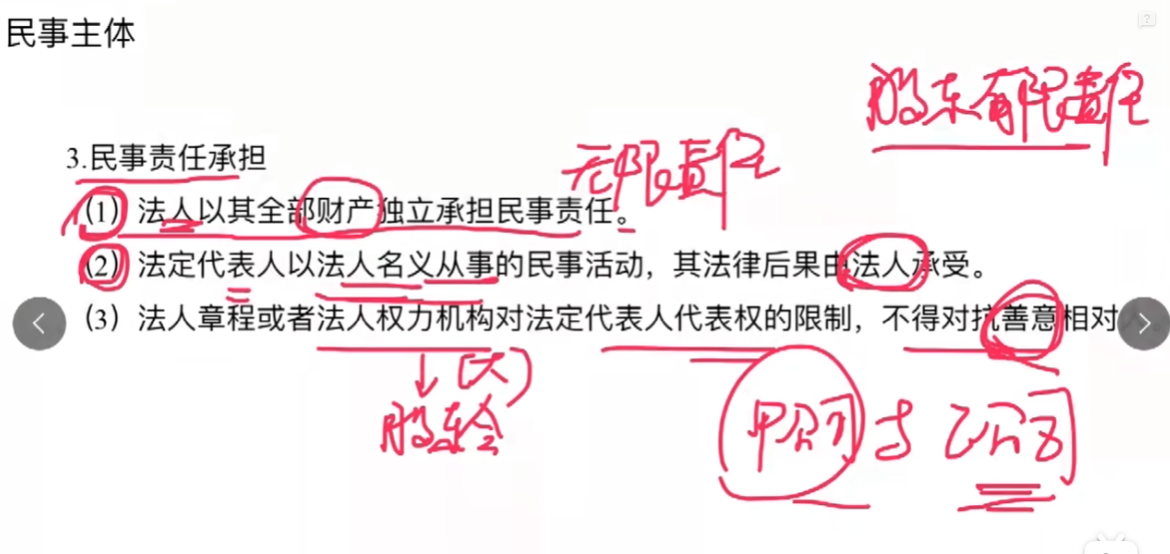 民事主体
股东有限责任
3.民事责任承担
无限责任
(1) 法人以其全部财产独立承担民事责任。
(2) 法定代表人以法人名义从事的民事活动，其法律后果由法人承受。
(3) 法人章程或者法人权力机构对法定代表人代表权的限制，不得对抗善意相对人。
(大)
股东会
甲公司与乙公司